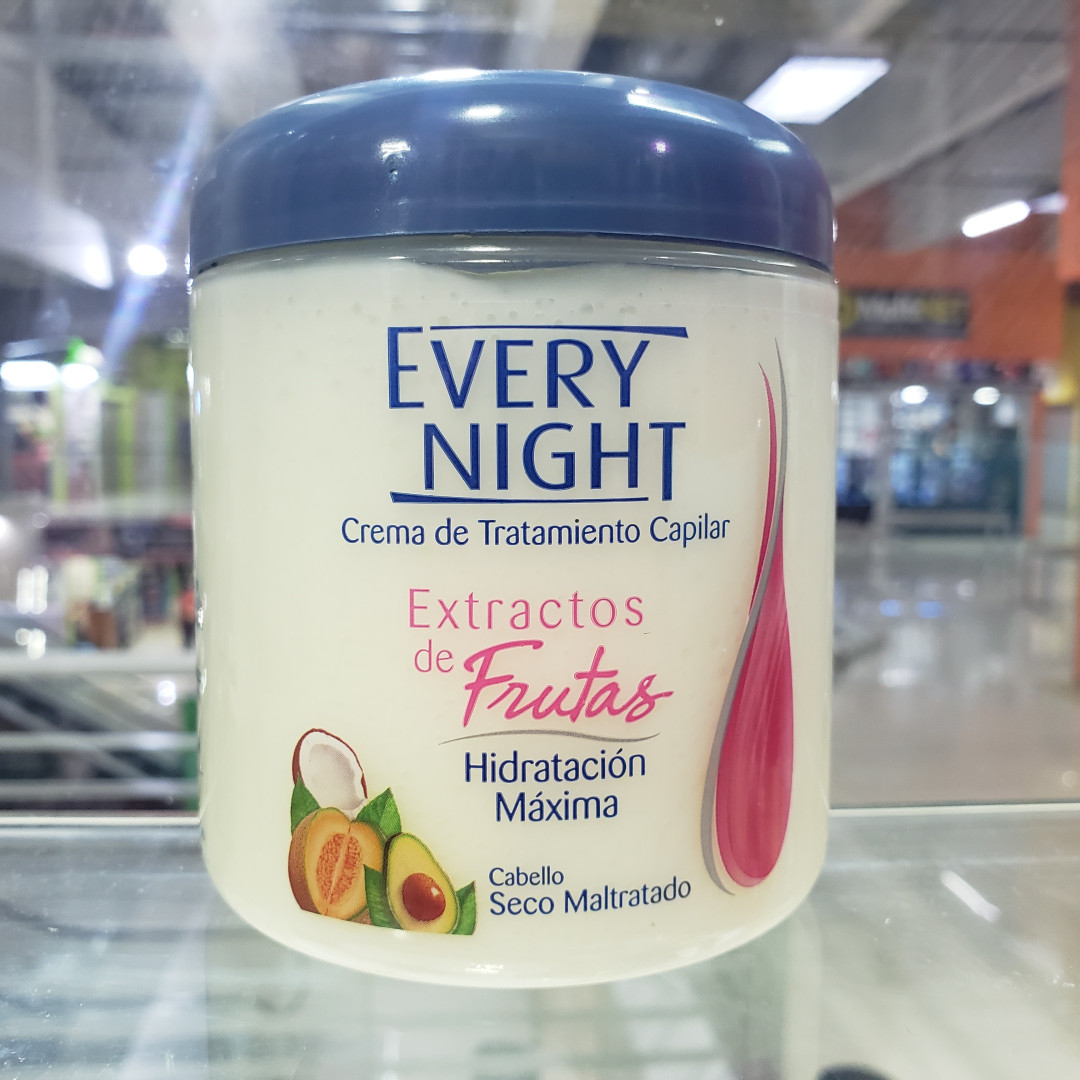 EVERY
NIGHT
Crema de Tratamiento Capilar
Extractos
de Frutas
Hidratación
Máxima
Cabello
Seco Maltratado